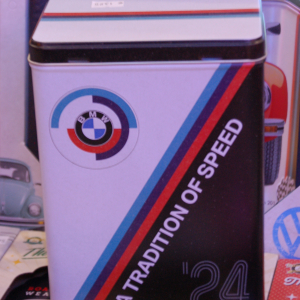 BMW
A TRADITION OF SPEED
'24